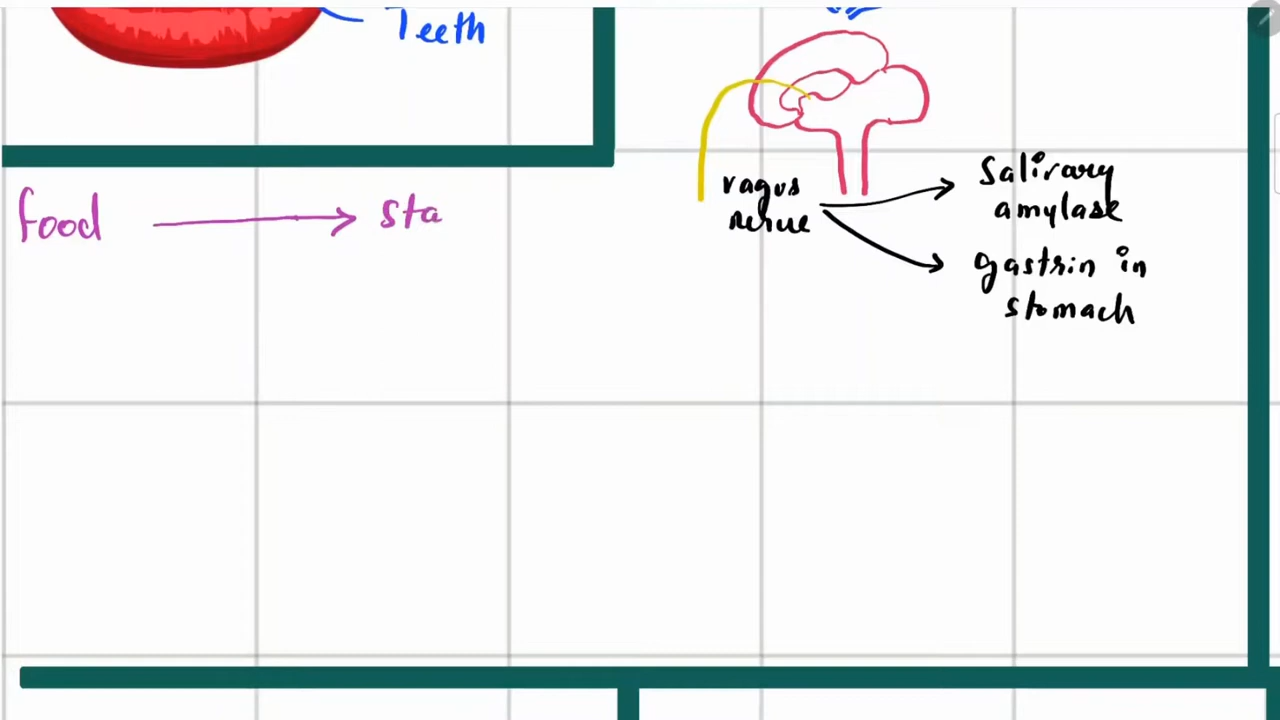 Teeth
food
sta
vagus
nerve
Salivary
amylase
gastrin in
stomach